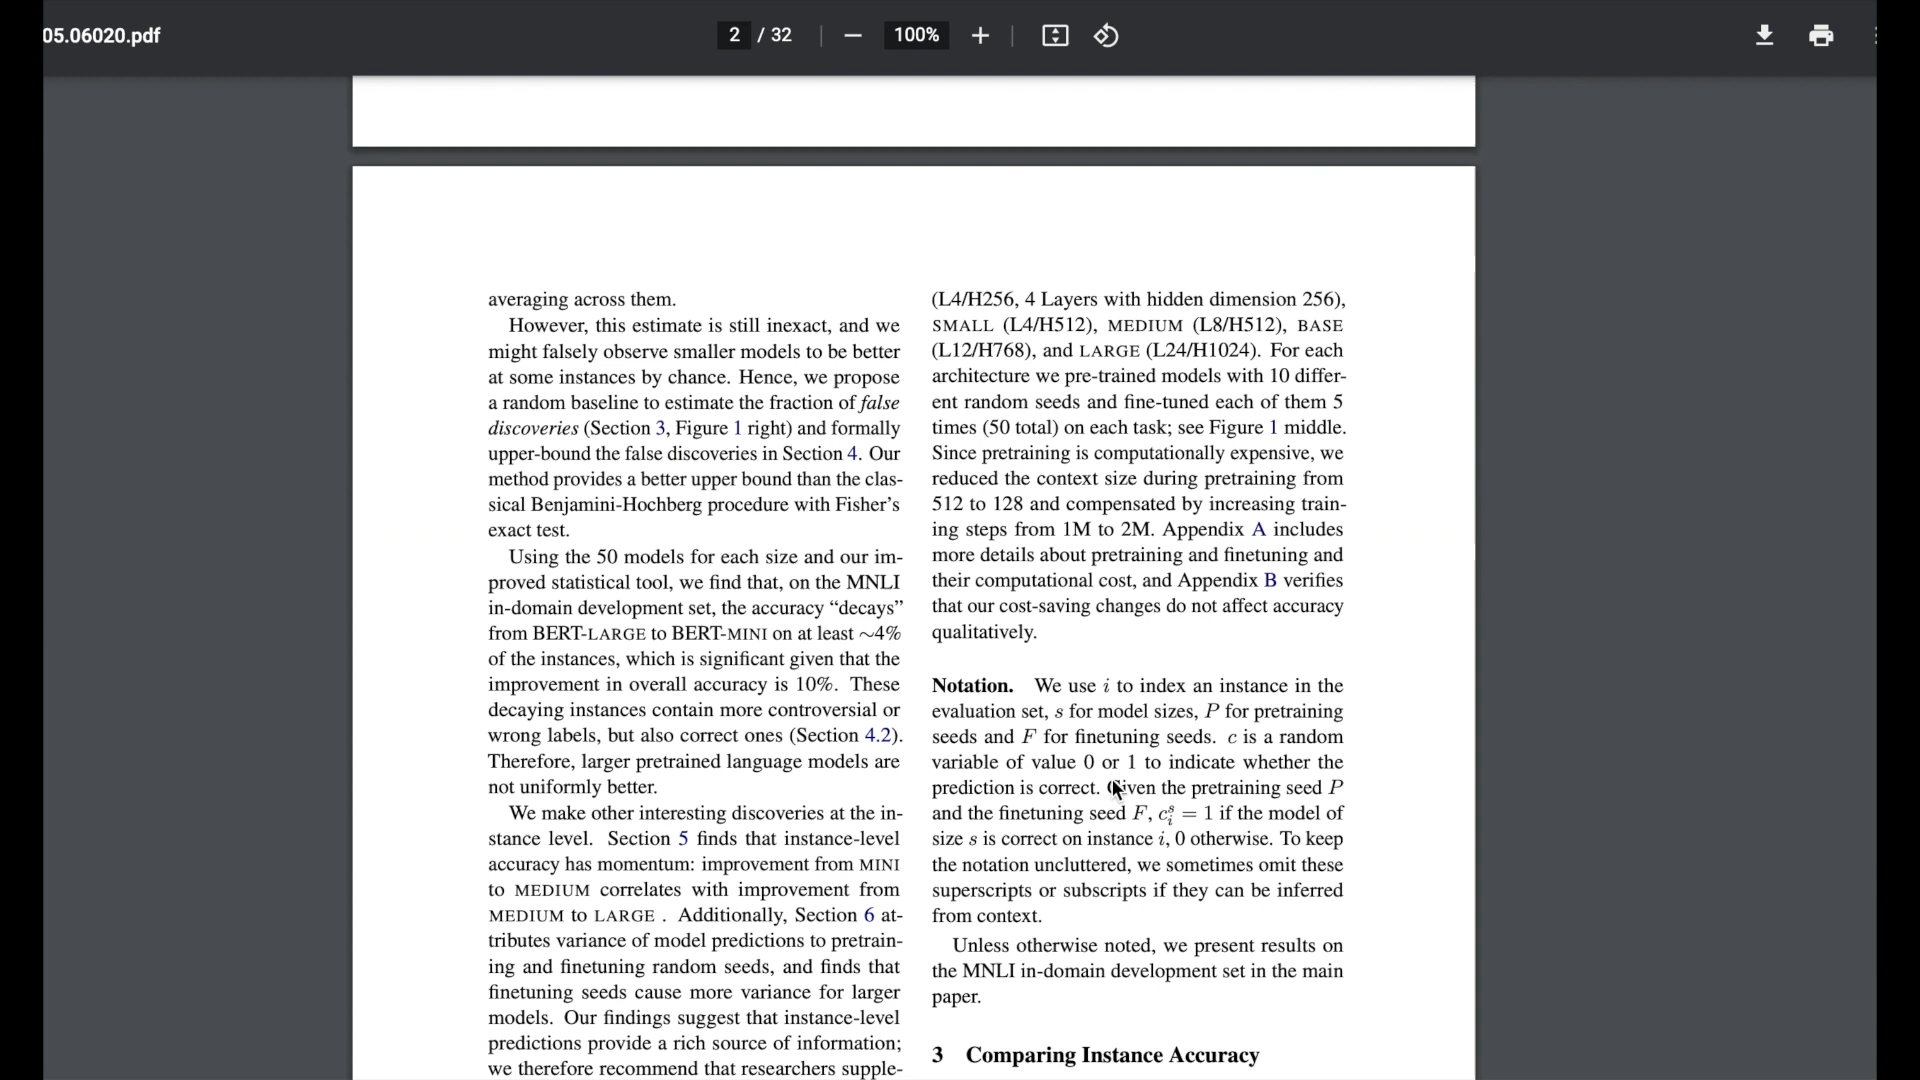 05.06020.pdf
2 / 32
100%
averaging across them.
However, this estimate is still inexact, and we
might falsely observe smaller models to be better
at some instances by chance. Hence, we propose
a random baseline to estimate the fraction of false
discoveries (Section 3, Figure 1 right) and formally
upper-bound the false discoveries in Section 4. Our
method provides a better upper bound than the clas-
sical Benjamini-Hochberg procedure with Fisher's
exact test.
Using the 50 models for each size and our im-
proved statistical tool, we find that, on the MNLI
in-domain development set, the accuracy “decays”
from BERT-LARGE to BERT-MINI on at least ∼4%
of the instances, which is significant given that the
improvement in overall accuracy is 10%. These
decaying instances contain more controversial or
wrong labels, but also correct ones (Section 4.2).
Therefore, larger pretrained language models are
not uniformly better.
We make other interesting discoveries at the in-
stance level. Section 5 finds that instance-level
accuracy has momentum: improvement from MINI
to MEDIUM correlates with improvement from
MEDIUM to LARGE . Additionally, Section 6 at-
tributes variance of model predictions to pretrain-
ing and finetuning random seeds, and finds that
finetuning seeds cause more variance for larger
models. Our findings suggest that instance-level
predictions provide a rich source of information;
we therefore recommend that researchers supple-
(L4/H256, 4 Layers with hidden dimension 256),
SMALL (L4/H512), MEDIUM (L8/H512), BASE
(L12/H768), and LARGE (L24/H1024). For each
architecture we pre-trained models with 10 differ-
ent random seeds and fine-tuned each of them 5
times (50 total) on each task; see Figure 1 middle.
Since pretraining is computationally expensive, we
reduced the context size during pretraining from
512 to 128 and compensated by increasing train-
ing steps from 1M to 2M. Appendix A includes
more details about pretraining and finetuning and
their computational cost, and Appendix B verifies
that our cost-saving changes do not affect accuracy
qualitatively.
Notation. We use i to index an instance in the
evaluation set, s for model sizes, P for pretraining
seeds and F for finetuning seeds. c is a random
variable of value 0 or 1 to indicate whether the
prediction is correct. Given the pretraining seed P
and the finetuning seed F, c_i^s = 1 if the model of
size s is correct on instance i, 0 otherwise. To keep
the notation uncluttered, we sometimes omit these
superscripts or subscripts if they can be inferred
from context.
Unless otherwise noted, we present results on
the MNLI in-domain development set in the main
paper.
3 Comparing Instance Accuracy